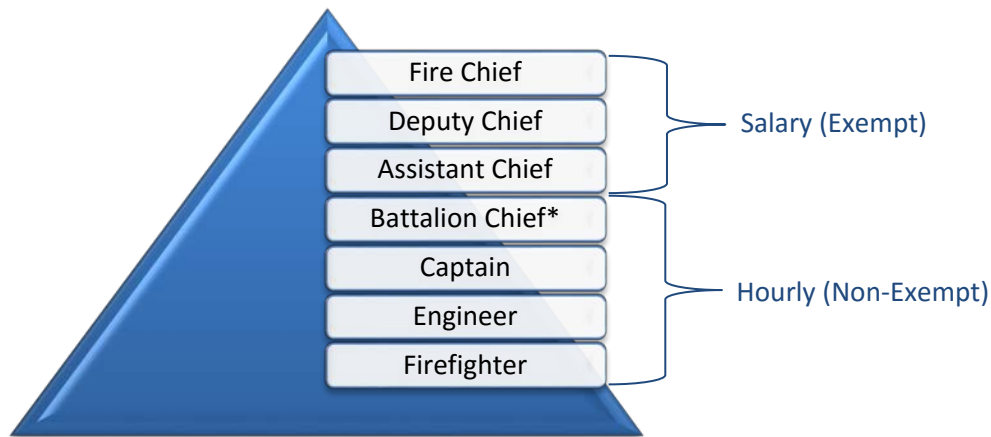 Fire Chief
Deputy Chief
Salary (Exempt)
Assistant Chief
Battalion Chief*
Captain
Hourly (Non-Exempt)
Engineer
Firefighter